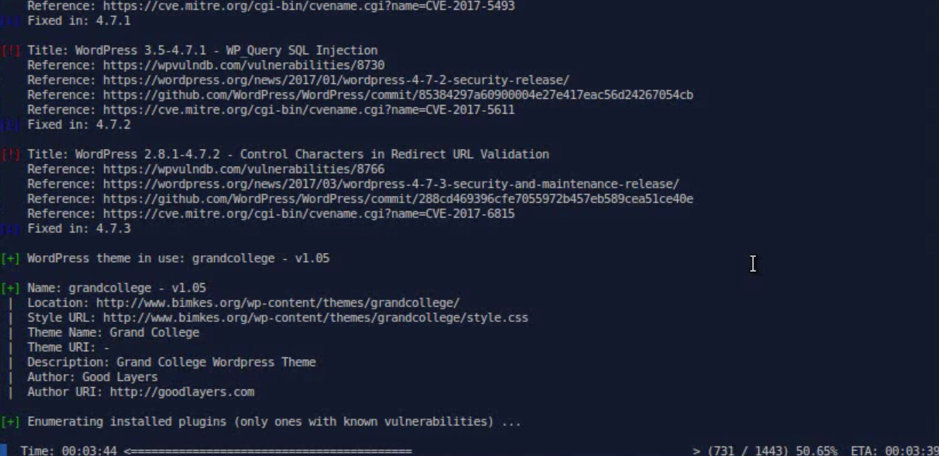 Reference: https://cve.mitre.org/cgi-bin/cvename.cgi?name=CVE-2017-5493
[i] Fixed in: 4.7.1
[!] Title: WordPress 3.5-4.7.1 - WP_Query SQL Injection
Reference: https://wpvulndb.com/vulnerabilities/8730
Reference: https://wordpress.org/news/2017/01/wordpress-4-7-2-security-release/
Reference: https://github.com/WordPress/WordPress/commit/85384297a60900004e27e417eac56d24267054cb
Reference: https://cve.mitre.org/cgi-bin/cvename.cgi?name=CVE-2017-5611
[i] Fixed in: 4.7.2
[!] Title: WordPress 2.8.1-4.7.2 - Control Characters in Redirect URL Validation
Reference: https://wpvulndb.com/vulnerabilities/8766
Reference: https://wordpress.org/news/2017/03/wordpress-4-7-3-security-and-maintenance-release/
Reference: https://github.com/WordPress/WordPress/commit/288cd469396cfe7055972b457eb589cea51ce40e
Reference: https://cve.mitre.org/cgi-bin/cvename.cgi?name=CVE-2017-6815
[i] Fixed in: 4.7.3
[+] WordPress theme in use: grandcollege - v1.05
[+] Name: grandcollege - v1.05
| Location: http://www.bimkes.org/wp-content/themes/grandcollege/
| Style URL: http://www.bimkes.org/wp-content/themes/grandcollege/style.css
| Theme Name: Grand College
| Theme URI: -
| Description: Grand College Wordpress Theme
| Author: Good Layers
| Author URI: http://goodlayers.com
[+] Enumerating installed plugins (only ones with known vulnerabilities) ...
Time: 00:03:44 <========================================== > (731 / 1443) 50.65% ETA: 00:03:39